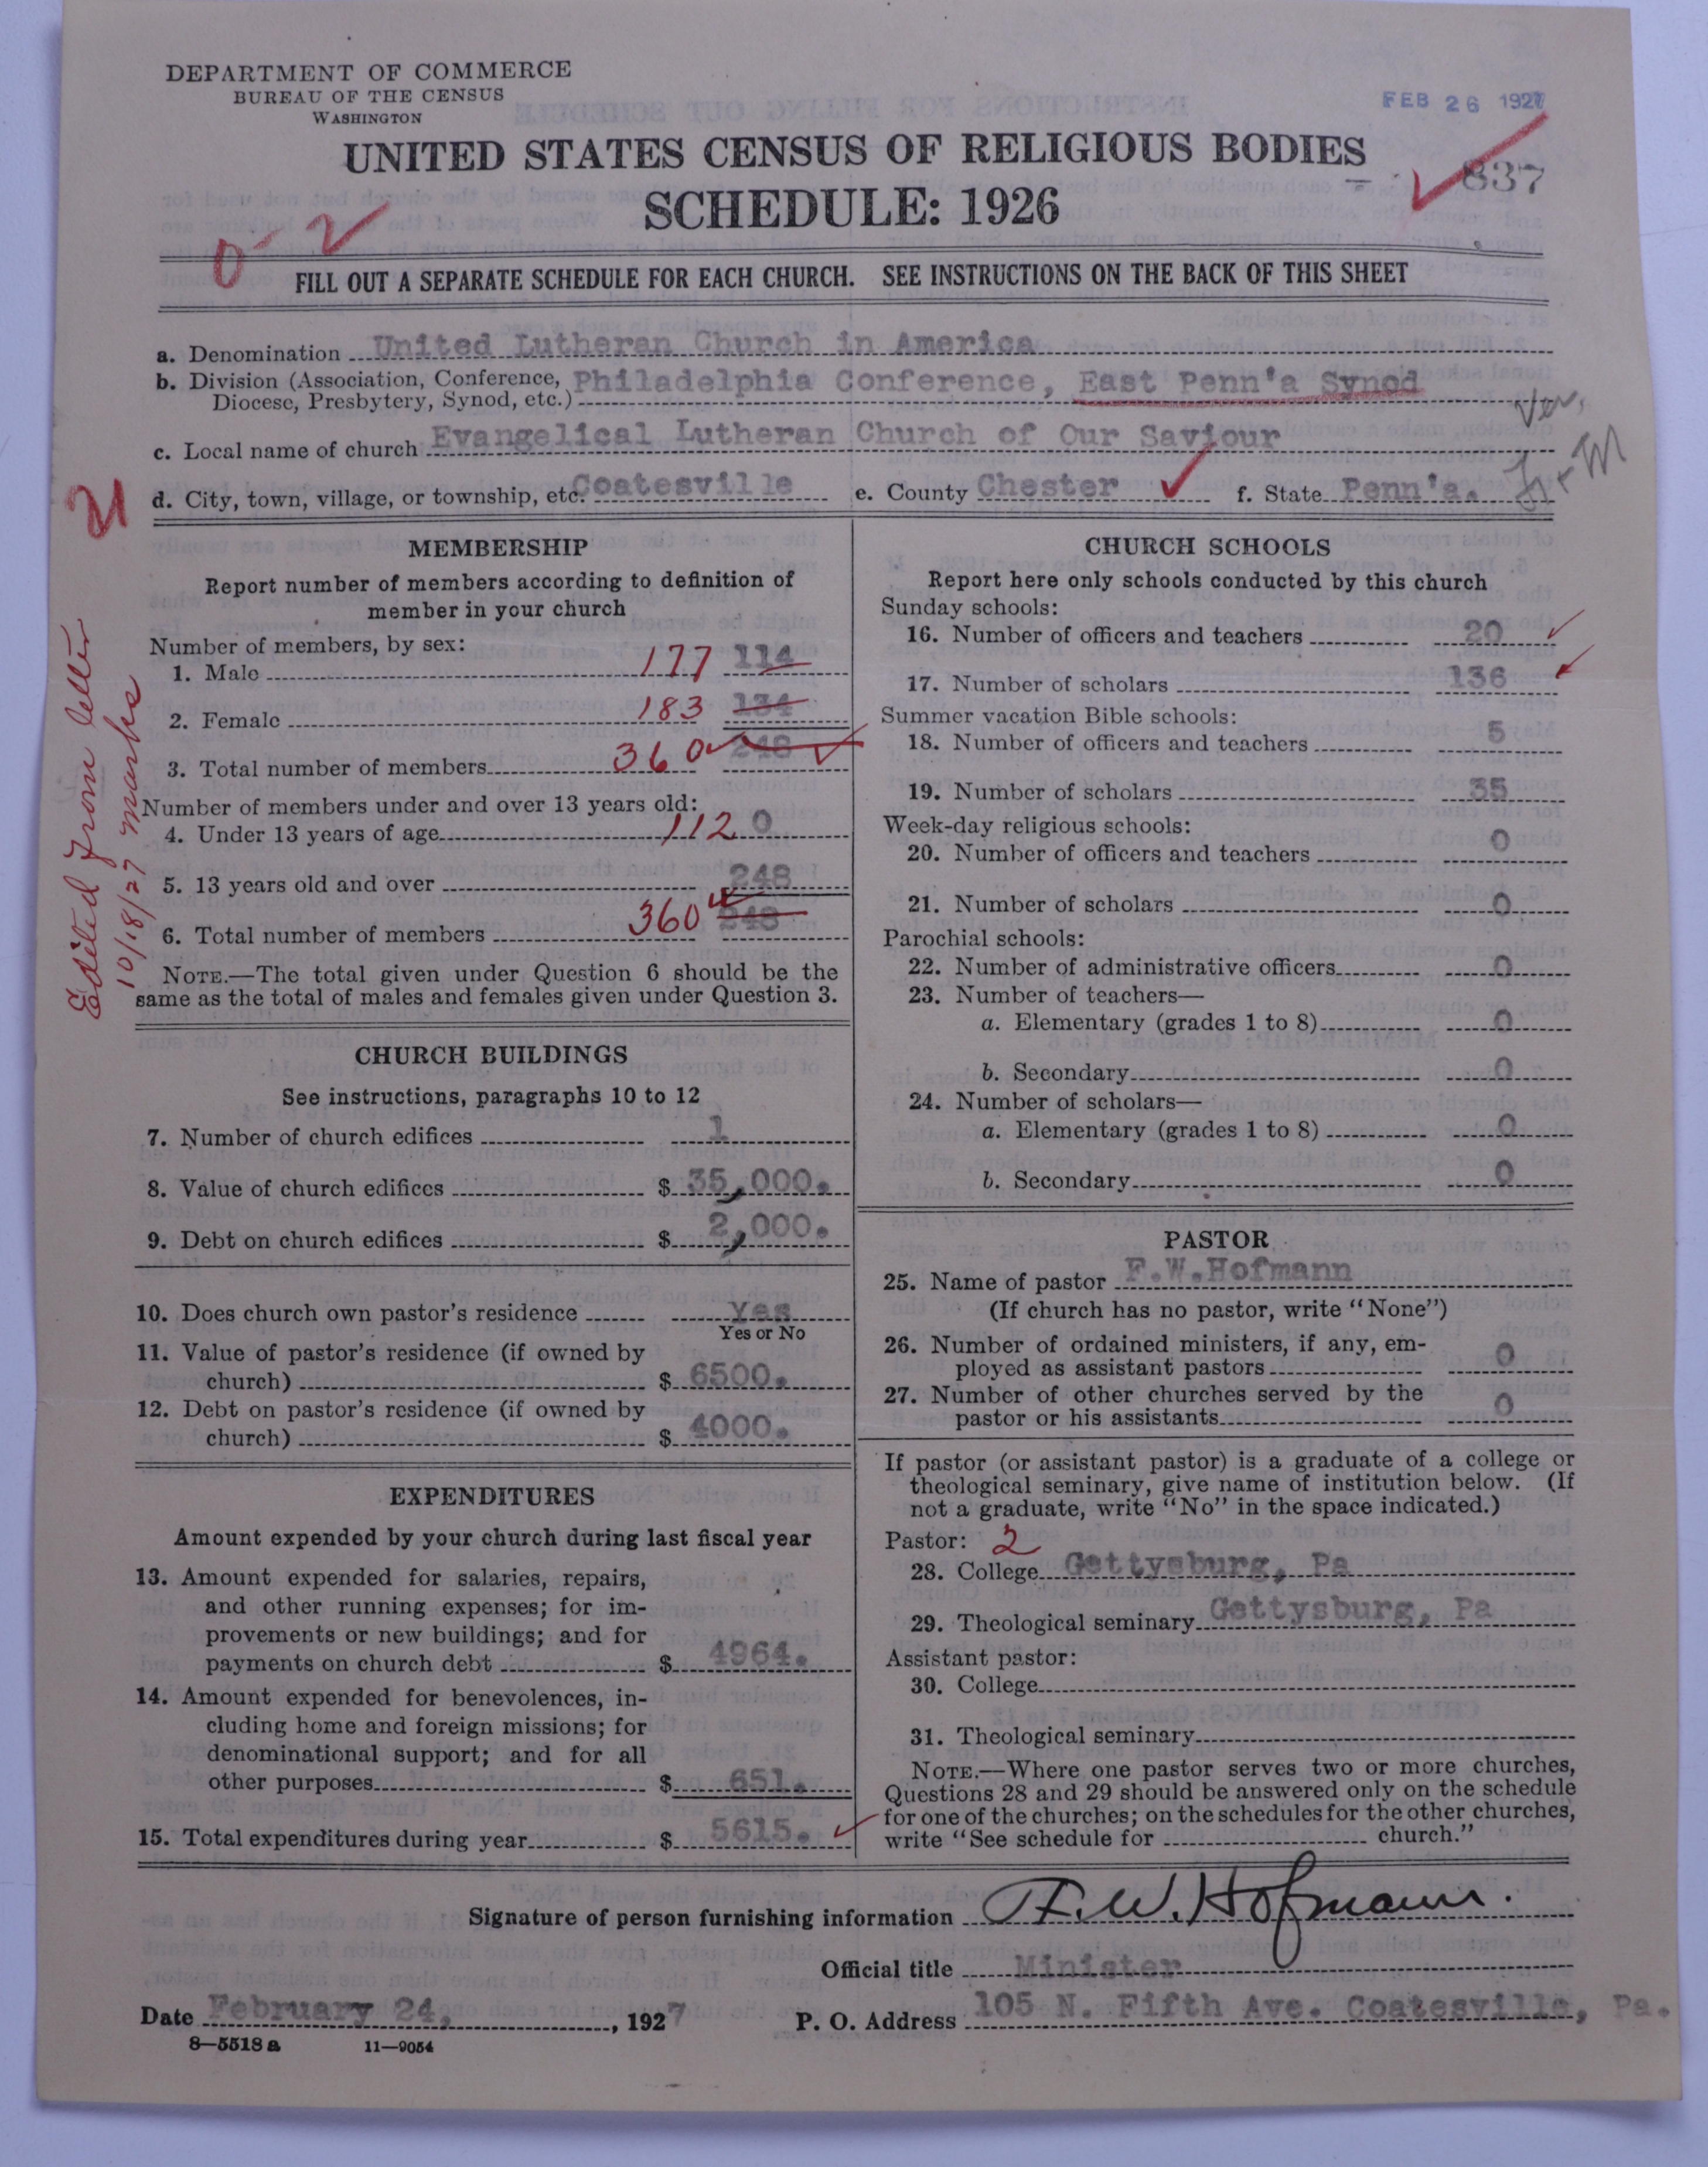 DEPARTMENT OF COMMERCE
BUREAU OF THE CENSUS
WASHINGTON
FEB 26 1927
UNITED STATES CENSUS OF RELIGIOUS BODIES
837
SCHEDULE: 1926
0-2
FILL OUT A SEPARATE SCHEDULE FOR EACH CHURCH. SEE INSTRUCTIONS ON THE BACK OF THIS SHEET
a. Denomination United Lutheran Church in America
b. Division (Association, Conference, Diocese, Presbytery, Synod, etc.) Philadelphia Conference, East Penn'a Synod
Ver.
c. Local name of church Evangelical Lutheran Church of Our Saviour
d. City, town, village, or township, etc. Coatesville e. County Chester f. State Penn'a.
21
Edited from letter
10/18/27 marks
MEMBERSHIP
Report number of members according to definition of
member in your church
Number of members, by sex:
1. Male 177 114
2. Female 183 134
3. Total number of members 360 248
Number of members under and over 13 years old:
4. Under 13 years of age 112 0
5. 13 years old and over 248
6. Total number of members 360 248
NOTE.—The total given under Question 6 should be the
same as the total of males and females given under Question 3.
CHURCH BUILDINGS
See instructions, paragraphs 10 to 12
7. Number of church edifices 1
8. Value of church edifices $ 35,000.
9. Debt on church edifices $ 2,000.
10. Does church own pastor's residence Yes
Yes or No
11. Value of pastor's residence (if owned by
church) $ 6500.
12. Debt on pastor's residence (if owned by
church) $ 4000.
EXPENDITURES
Amount expended by your church during last fiscal year
13. Amount expended for salaries, repairs,
and other running expenses; for im-
provements or new buildings; and for
payments on church debt $ 4964.
14. Amount expended for benevolences, in-
cluding home and foreign missions; for
denominational support; and for all
other purposes $ 651.
15. Total expenditures during year $ 5615.
CHURCH SCHOOLS
Report here only schools conducted by this church
Sunday schools:
16. Number of officers and teachers 20
17. Number of scholars 136
Summer vacation Bible schools:
18. Number of officers and teachers 5
19. Number of scholars 35
Week-day religious schools:
20. Number of officers and teachers 0
21. Number of scholars 0
Parochial schools:
22. Number of administrative officers 0
23. Number of teachers—
a. Elementary (grades 1 to 8) 0
b. Secondary 0
24. Number of scholars—
a. Elementary (grades 1 to 8) 0
b. Secondary 0
PASTOR
25. Name of pastor F.W.Hofmann
(If church has no pastor, write "None")
26. Number of ordained ministers, if any, em-
ployed as assistant pastors 0
27. Number of other churches served by the
pastor or his assistants 0
If pastor (or assistant pastor) is a graduate of a college or
theological seminary, give name of institution below. (If
not a graduate, write "No" in the space indicated.)
Pastor: 2
28. College Gettysburg, Pa
29. Theological seminary Gettysburg, Pa
Assistant pastor:
30. College
31. Theological seminary
NOTE.—Where one pastor serves two or more churches,
Questions 28 and 29 should be answered only on the schedule
for one of the churches; on the schedules for the other churches,
write "See schedule for church."
Signature of person furnishing information F. W. Hofmann.
Official title Minister
Date February 24, 1927 P. O. Address 105 N. Fifth Ave. Coatesville, Pa.
8—5518 a 11—9054